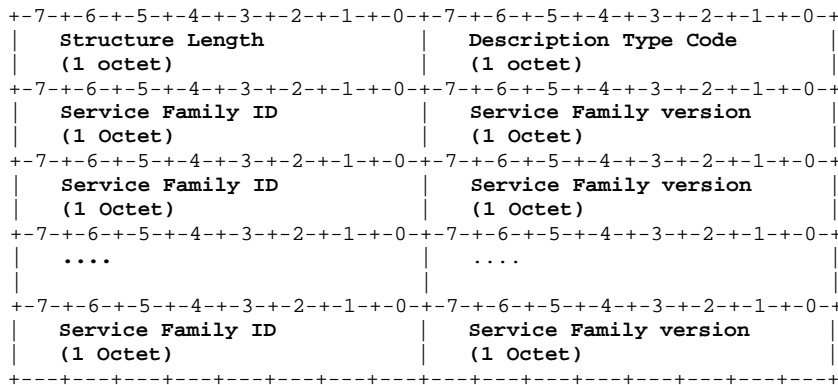 +-7-+-6-+-5-+-4-+-3-+-2-+-1-+-0-+-7-+-6-+-5-+-4-+-3-+-2-+-1-+-0-+
| Structure Length | Description Type Code |
| (1 octet) | (1 octet) |
+-7-+-6-+-5-+-4-+-3-+-2-+-1-+-0-+-7-+-6-+-5-+-4-+-3-+-2-+-1-+-0-+
| Service Family ID | Service Family version |
| (1 Octet) | (1 Octet) |
+-7-+-6-+-5-+-4-+-3-+-2-+-1-+-0-+-7-+-6-+-5-+-4-+-3-+-2-+-1-+-0-+
| Service Family ID | Service Family version |
| (1 Octet) | (1 Octet) |
+-7-+-6-+-5-+-4-+-3-+-2-+-1-+-0-+-7-+-6-+-5-+-4-+-3-+-2-+-1-+-0-+
| .... | .... |
| | |
+-7-+-6-+-5-+-4-+-3-+-2-+-1-+-0-+-7-+-6-+-5-+-4-+-3-+-2-+-1-+-0-+
| Service Family ID | Service Family version |
| (1 Octet) | (1 Octet) |
+---+---+---+---+---+---+---+---+---+---+---+---+---+---+---+---+